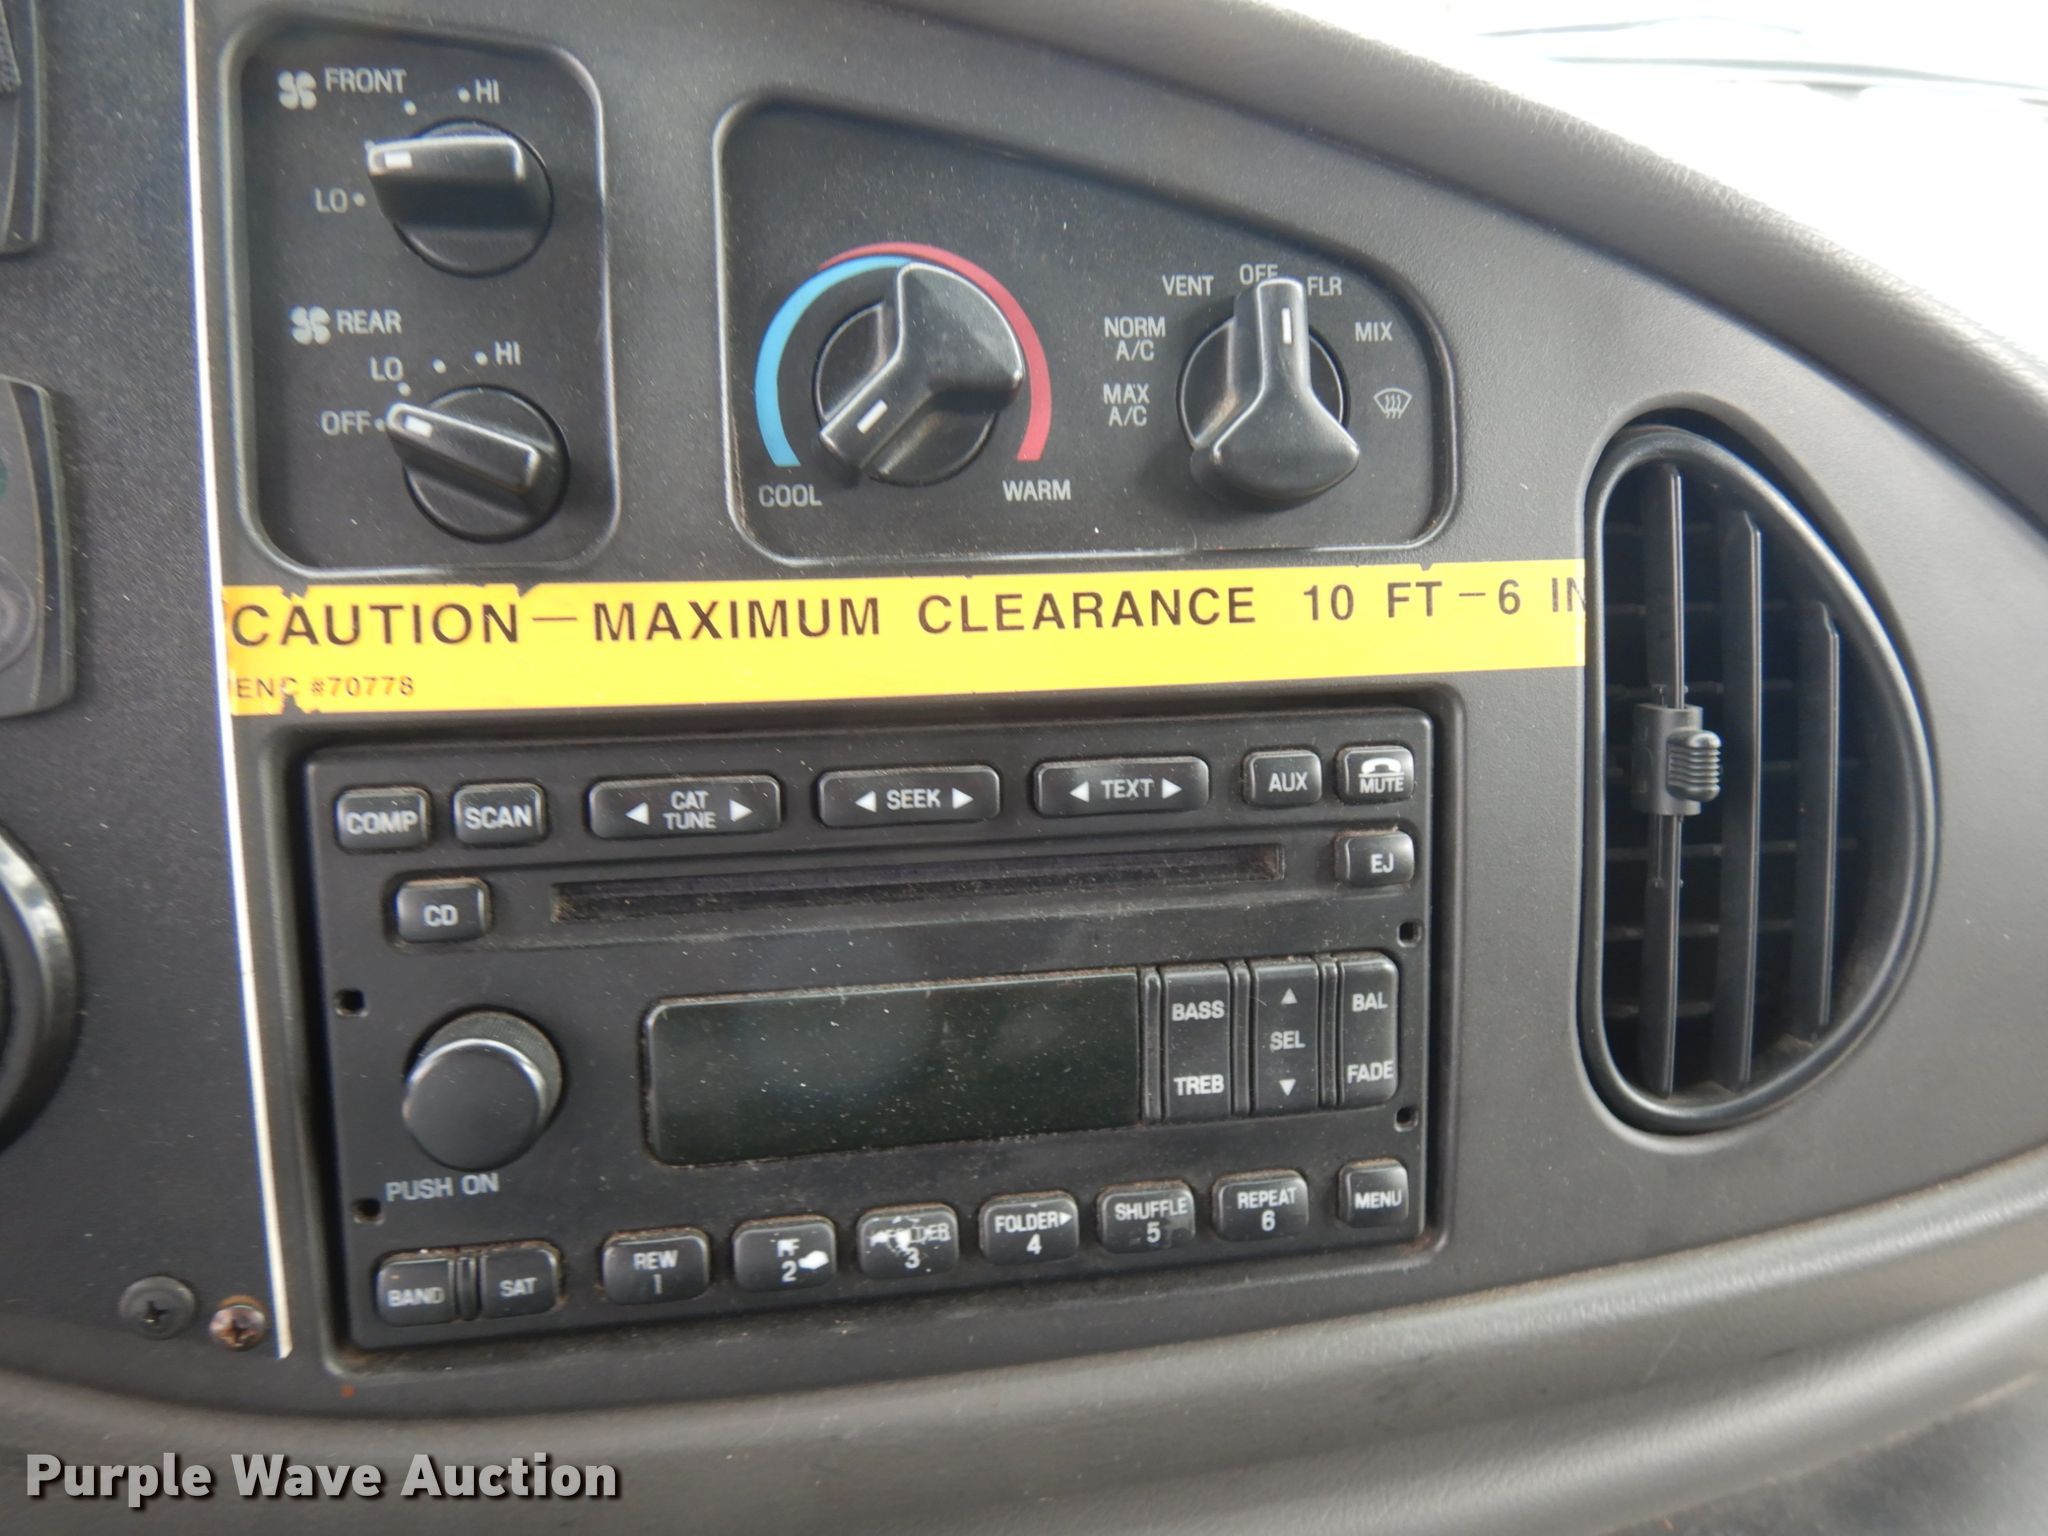 FRONT HI
LO
REAR
LO HI
OFF
COOL WARM
VENT OFF FLR
NORM A/C MIX
MAX A/C
CAUTION — MAXIMUM CLEARANCE 10 FT – 6 IN
#70778
COMP SCAN CAT TUNE SEEK TEXT AUX MUTE
CD EJ
BASS SEL BAL
TREB FADE
PUSH ON
BAND SAT REW 1 FF 2 FOLDER 3 FOLDER 4 SHUFFLE 5 REPEAT 6 MENU
Purple Wave Auction